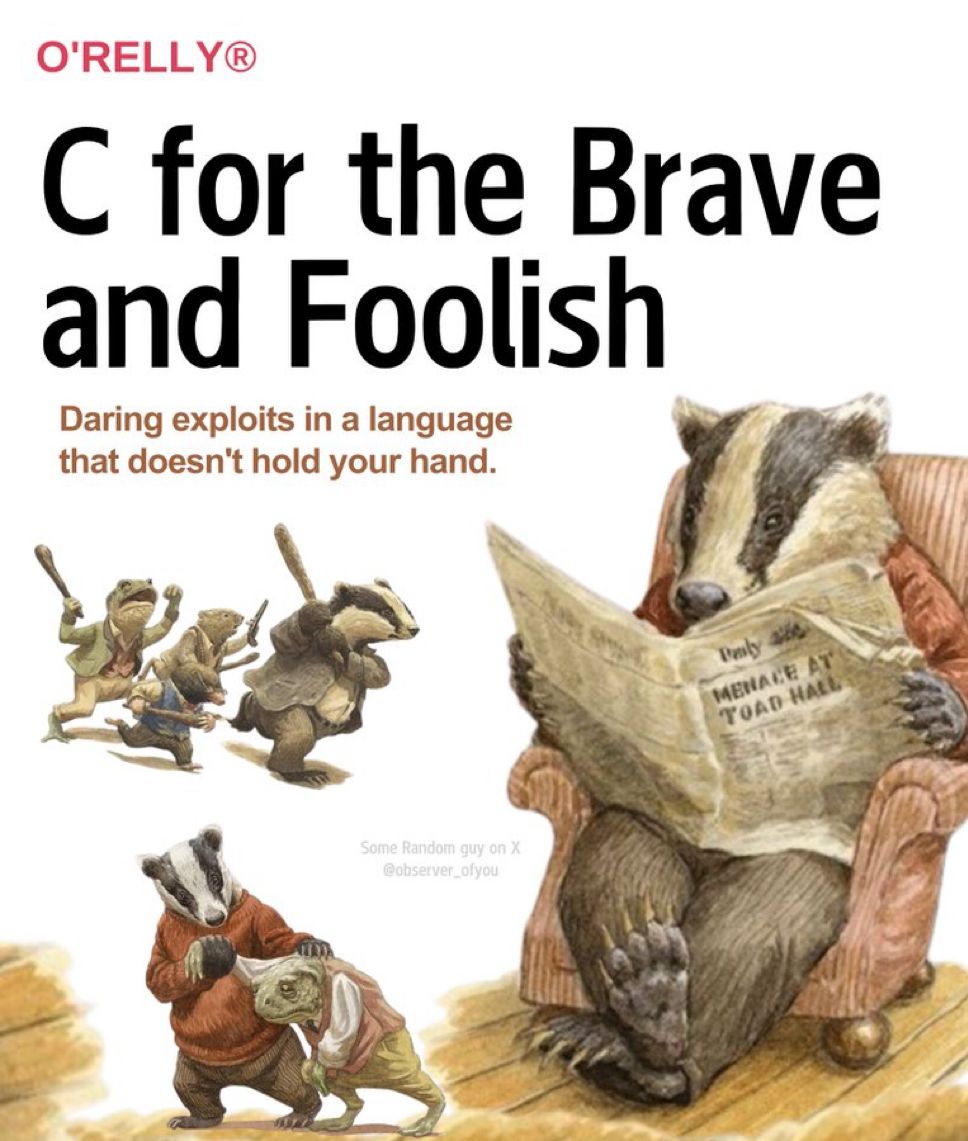 O'RELLY®
C for the Brave
and Foolish
Daring exploits in a language
that doesn't hold your hand.
Daily
MENACE AT
TOAD HALL
Some Random guy on X
@observer_ofyou